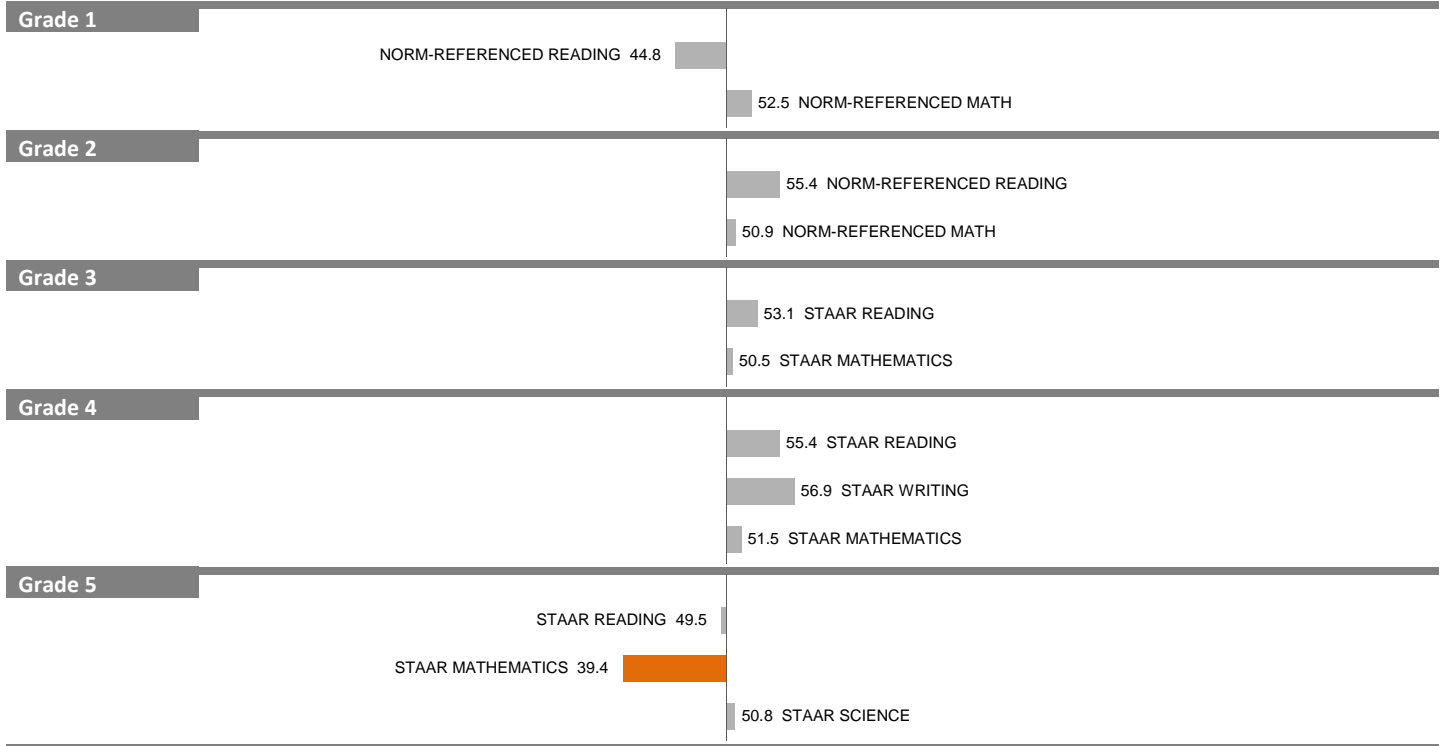 Grade 1
NORM-REFERENCED READING 44.8
52.5 NORM-REFERENCED MATH
Grade 2
55.4 NORM-REFERENCED READING
50.9 NORM-REFERENCED MATH
Grade 3
53.1 STAAR READING
50.5 STAAR MATHEMATICS
Grade 4
55.4 STAAR READING
56.9 STAAR WRITING
51.5 STAAR MATHEMATICS
Grade 5
STAAR READING 49.5
STAAR MATHEMATICS 39.4
50.8 STAAR SCIENCE